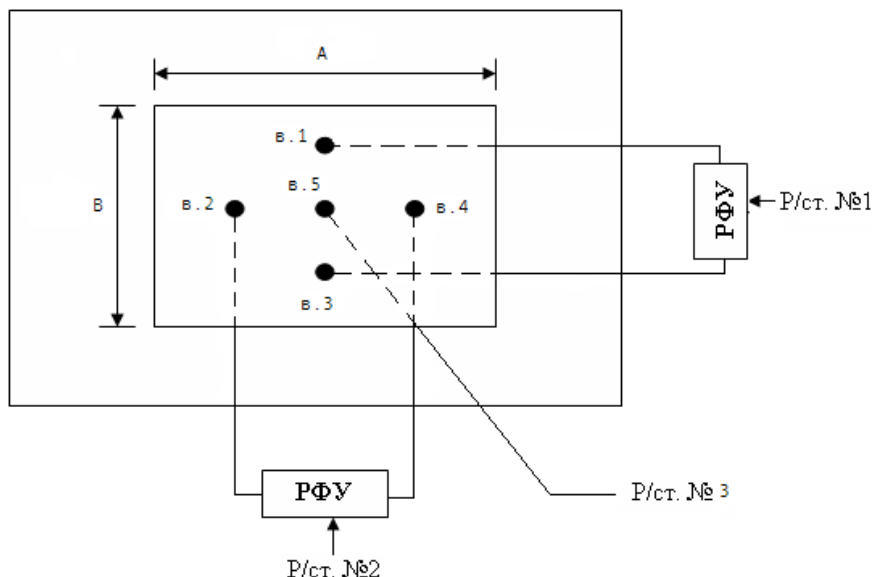 A
B
в.1
в.2
в.5
в.4
в.3
РФУ
Р/ст. №1
РФУ
Р/ст. № 3
Р/ст. №2